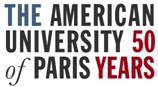 THE AMERICAN
UNIVERSITY 50
of PARIS YEARS